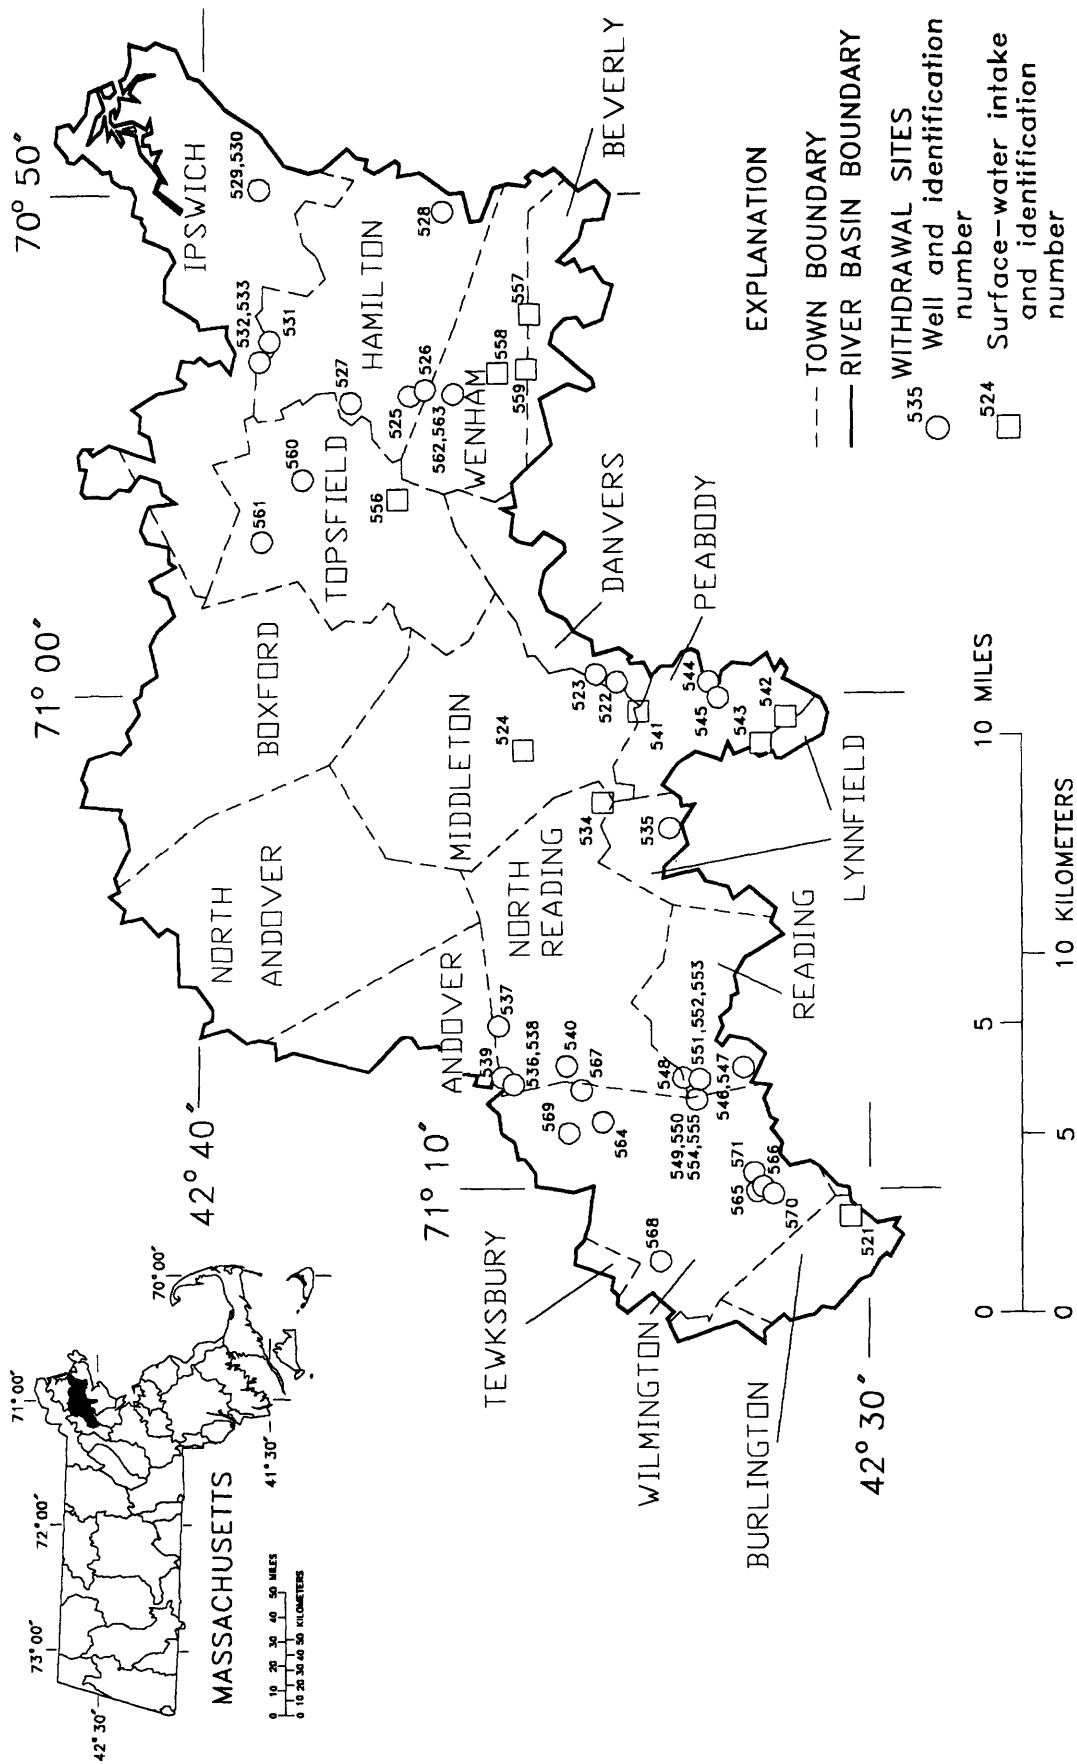 73°00′
72°00′
71°00′
70°00′
42°30′
41°30′
MASSACHUSETTS
0 10 20 30 40 50 MILES
0 10 20 30 40 50 KILOMETERS
42° 40′
71° 10′
71° 00′
70° 50′
42° 30′
IPSWICH
529,530
532,533
531
HAMILTON
528
527
525
526
562,563
WENHAM
558
557
559
BEVERLY
560
561
TOPSFIELD
556
BOXFORD
DANVERS
PEABODY
NORTH
ANDOVER
MIDDLETON
524
523
522
541
544
545
543
542
534
535
LYNNFIELD
NORTH
READING
READING
ANDOVER
537
539
536,538
540
567
569
564
548
551,552,553
549,550
554,555
546,547
571
565
566
570
568
521
TEWKSBURY
WILMINGTON
BURLINGTON
0 5 10 MILES
0 5 10 KILOMETERS
EXPLANATION
TOWN BOUNDARY
RIVER BASIN BOUNDARY
WITHDRAWAL SITES
535
Well and identification
number
524
Surface-water intake
and identification
number